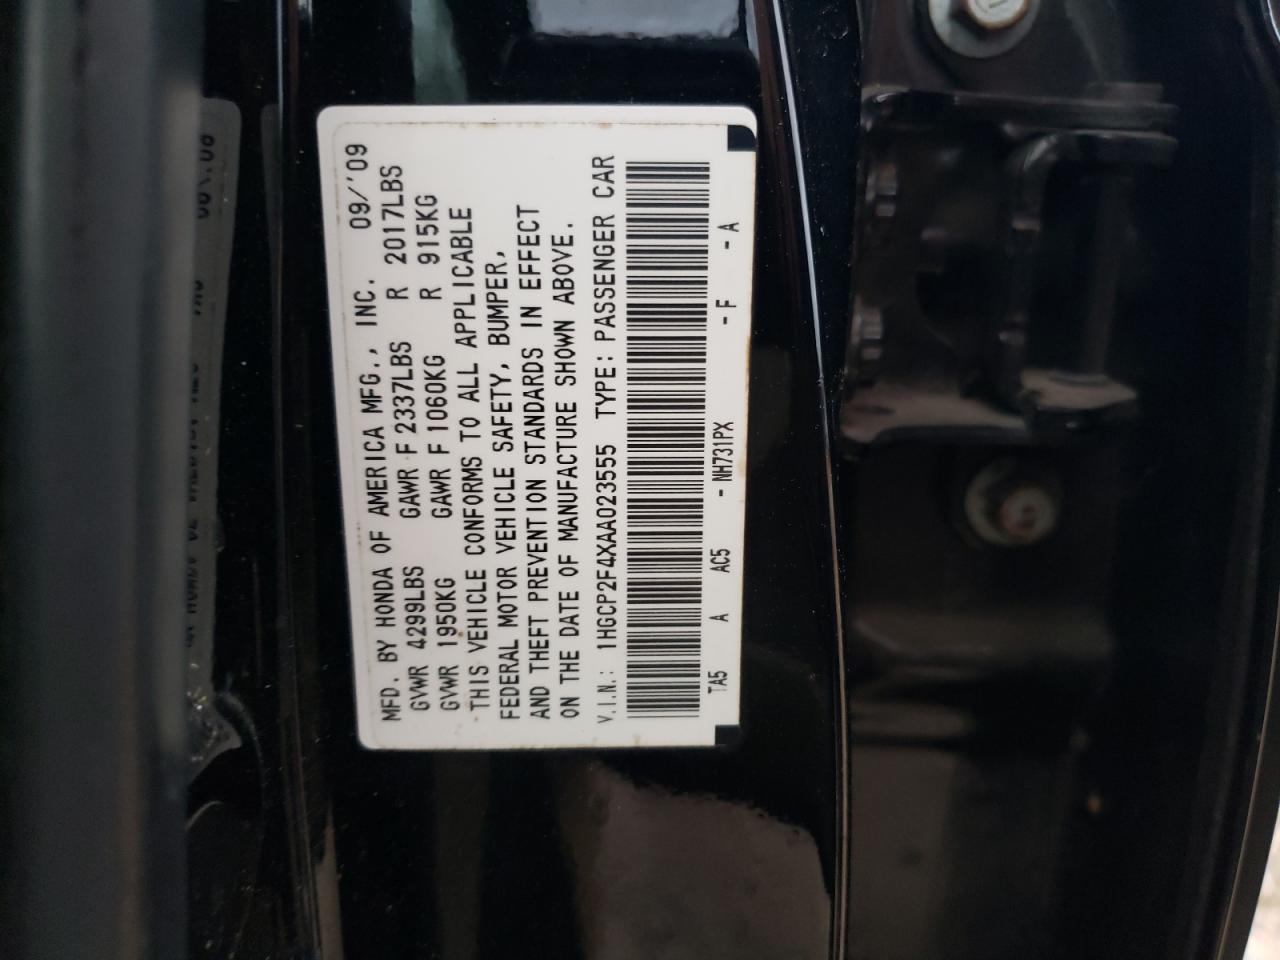 MFD. BY HONDA OF AMERICA MFG., INC. 09/'09
GVWR 4299LBS GAWR F 2337LBS R 2017LBS
GVWR 1950KG GAWR F 1060KG R 915KG
THIS VEHICLE CONFORMS TO ALL APPLICABLE
FEDERAL MOTOR VEHICLE SAFETY, BUMPER,
AND THEFT PREVENTION STANDARDS IN EFFECT
ON THE DATE OF MANUFACTURE SHOWN ABOVE.
V.I.N.: 1HGCP2F4XAA023555 TYPE: PASSENGER CAR
TA5 A AC5 - NH731PX - F - A